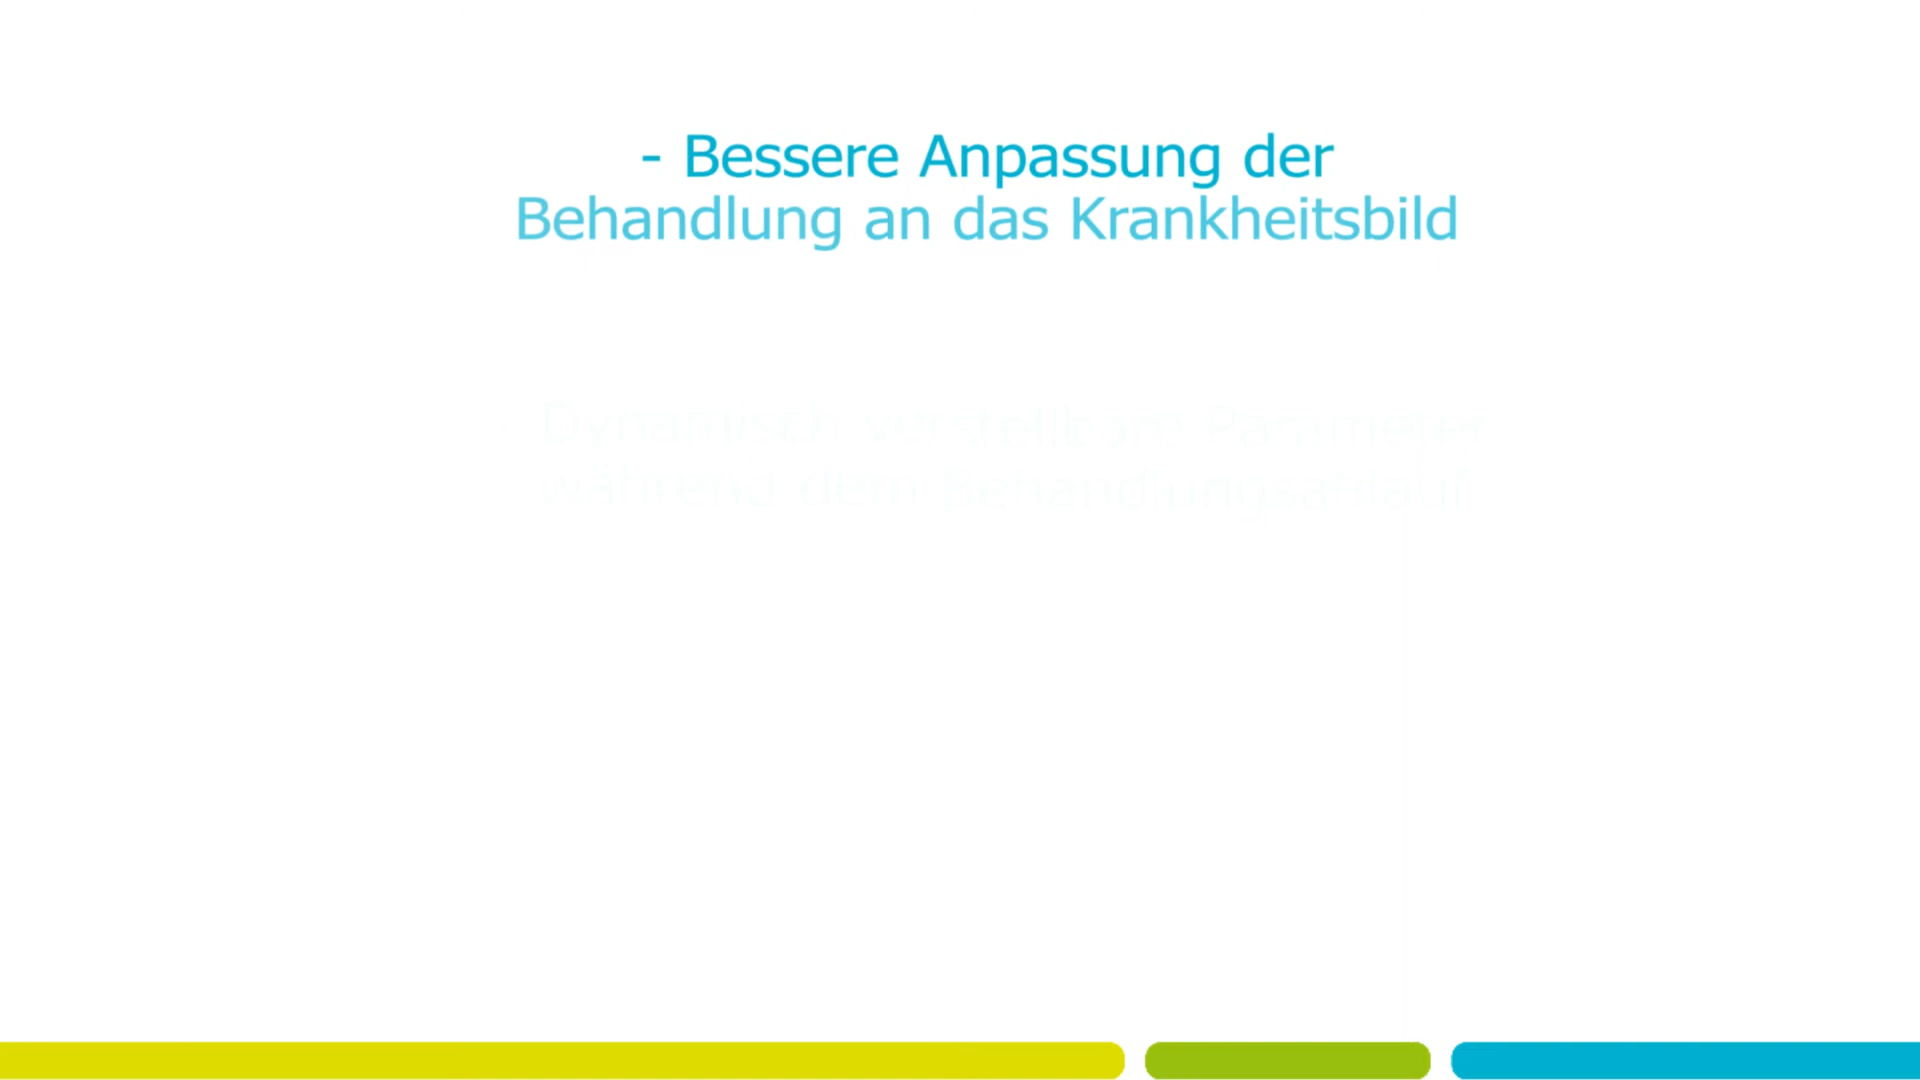 - Bessere Anpassung der
Behandlung an das Krankheitsbild
Dynamisch verstellbare Parameter
während dem Behandlungsablauf